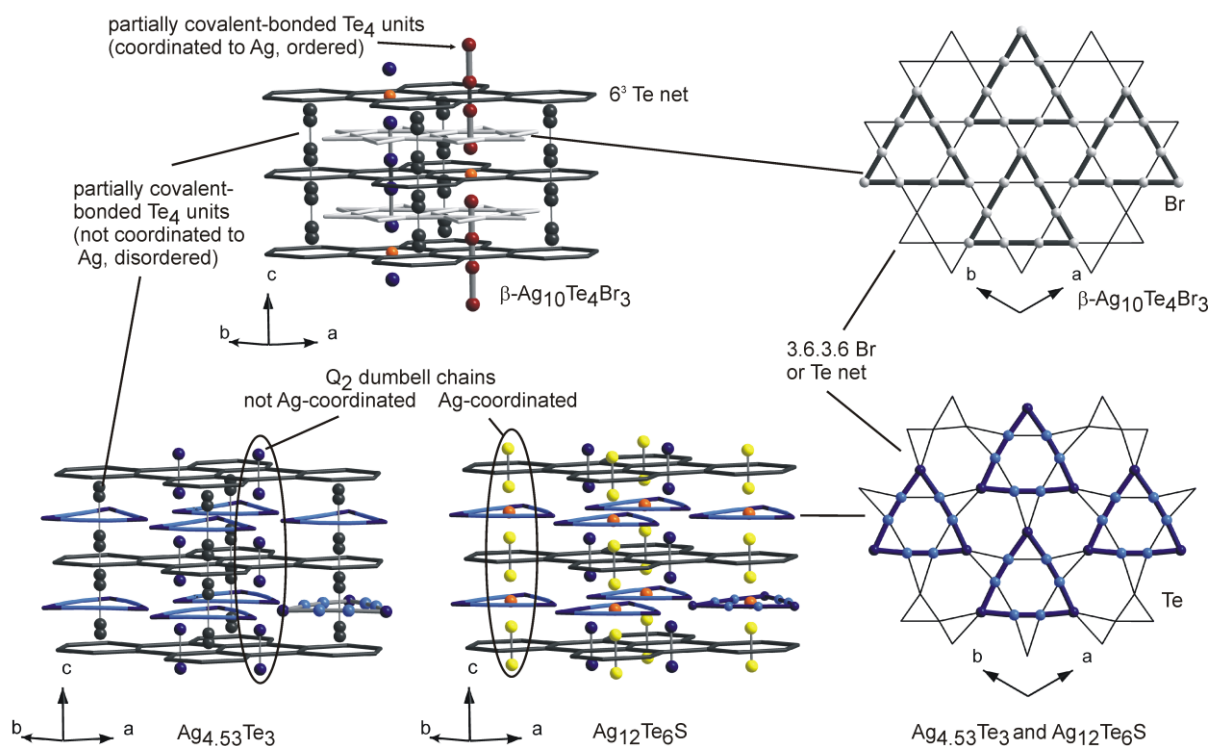 partially covalent-bonded Te₄ units
(coordinated to Ag, ordered)
6³ Te net
partially covalent-
bonded Te₄ units
(not coordinated to
Ag, disordered)
c
b
a
β-Ag₁₀Te₄Br₃
Br
b
a
β-Ag₁₀Te₄Br₃
3.6.3.6 Br
or Te net
Q₂ dumbell chains
not Ag-coordinated
Ag-coordinated
c
b
a
Ag₄.₅₃Te₃
c
b
a
Ag₁₂Te₆S
Te
b
a
Ag₄.₅₃Te₃ and Ag₁₂Te₆S